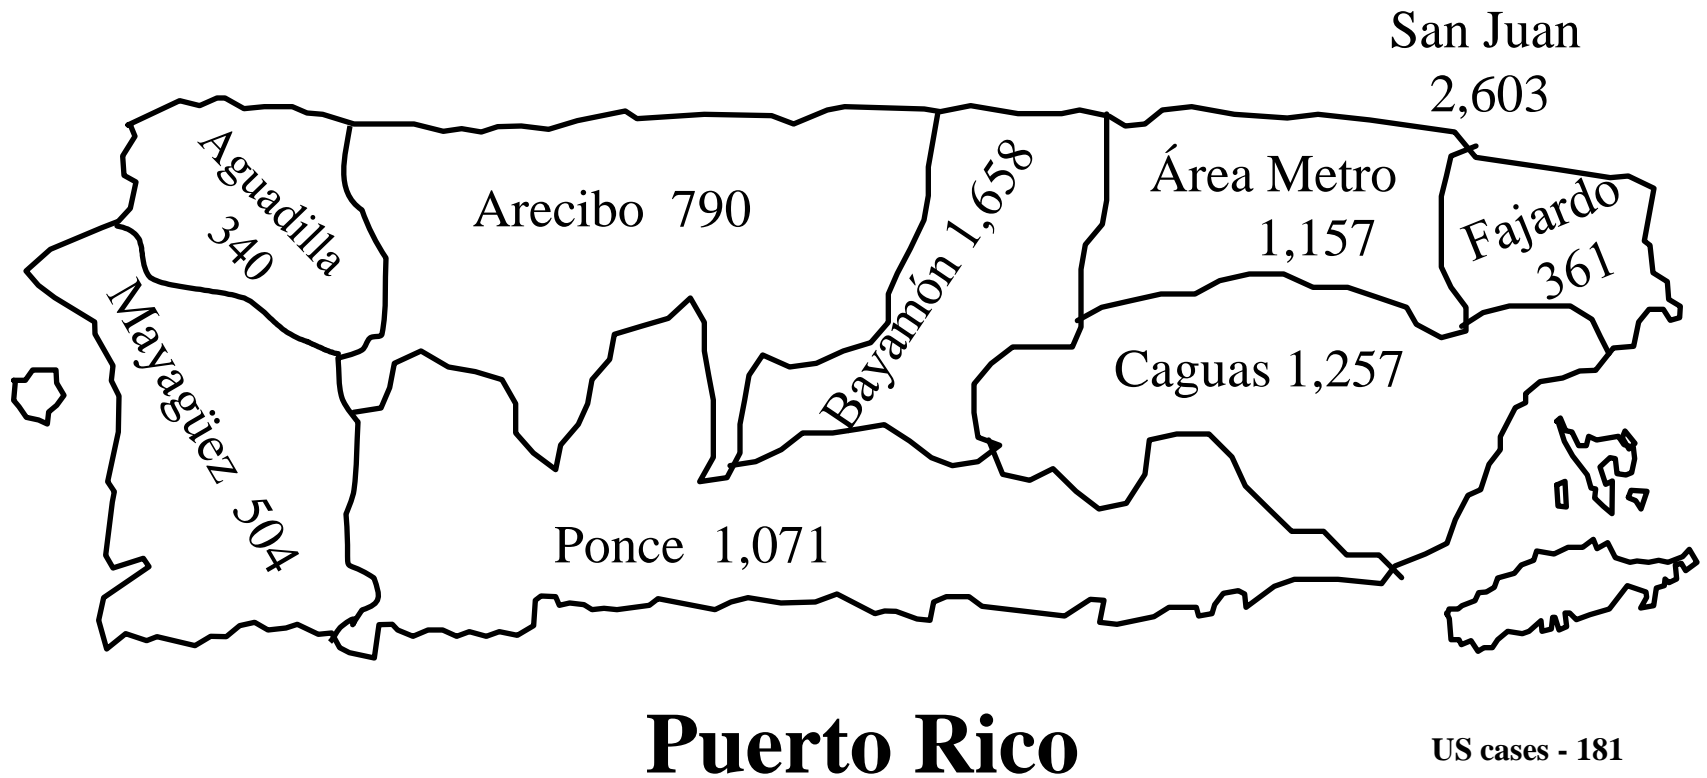 San Juan
2,603
Aguadilla
340
Arecibo 790
Bayamón 1,658
Área Metro
1,157
Fajardo
361
Mayagüez 504
Caguas 1,257
Ponce 1,071
Puerto Rico
US cases - 181